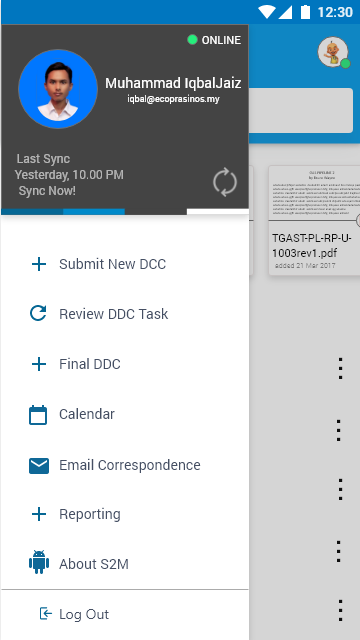 12:30
ONLINE
Muhammad IqbalJaiz
iqbal@ecoprasinos.my
Last Sync
Yesterday, 10.00 PM
Sync Now!
TGAST-PL-RP-U-
1003rev1.pdf
added 21 Mar 2017
Submit New DCC
Review DDC Task
Final DDC
Calendar
Email Correspondence
Reporting
About S2M
Log Out